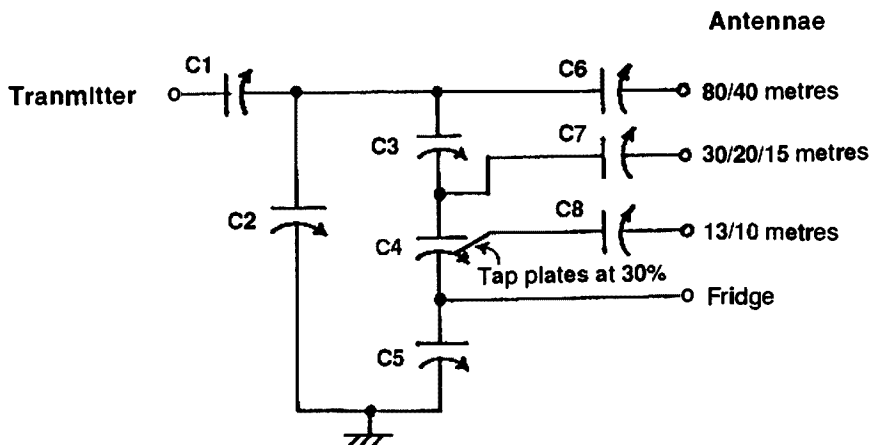 Antennae
C1
C6
Tranmitter
80/40 metres
C7
C3
30/20/15 metres
C8
C2
C4
13/10 metres
Tap plates at 30%
Fridge
C5